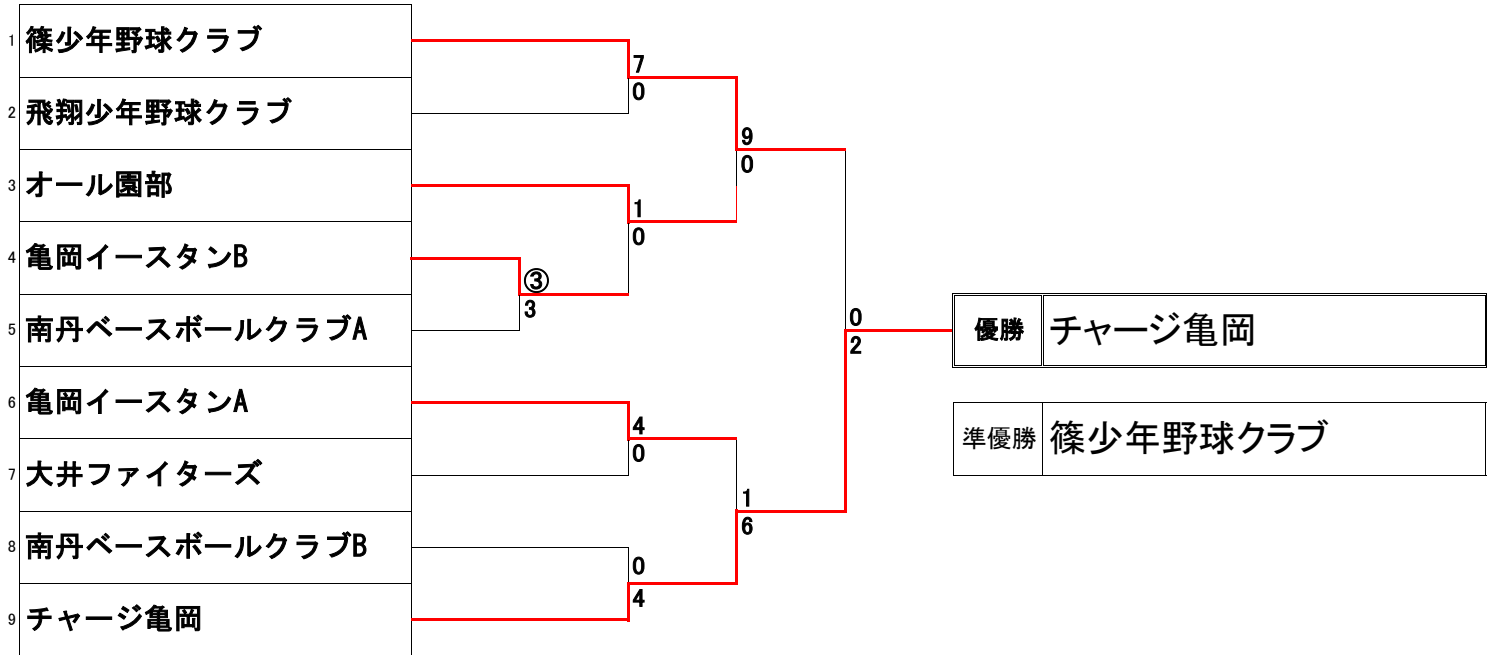 1 篠少年野球クラブ
7
0
2 飛翔少年野球クラブ
9
0
3 オール園部
1
0
4 亀岡イースタンB
③
3
5 南丹ベースボールクラブA
0
2
優勝 チャージ亀岡
6 亀岡イースタンA
4
0
準優勝 篠少年野球クラブ
7 大井ファイターズ
1
6
8 南丹ベースボールクラブB
0
4
9 チャージ亀岡